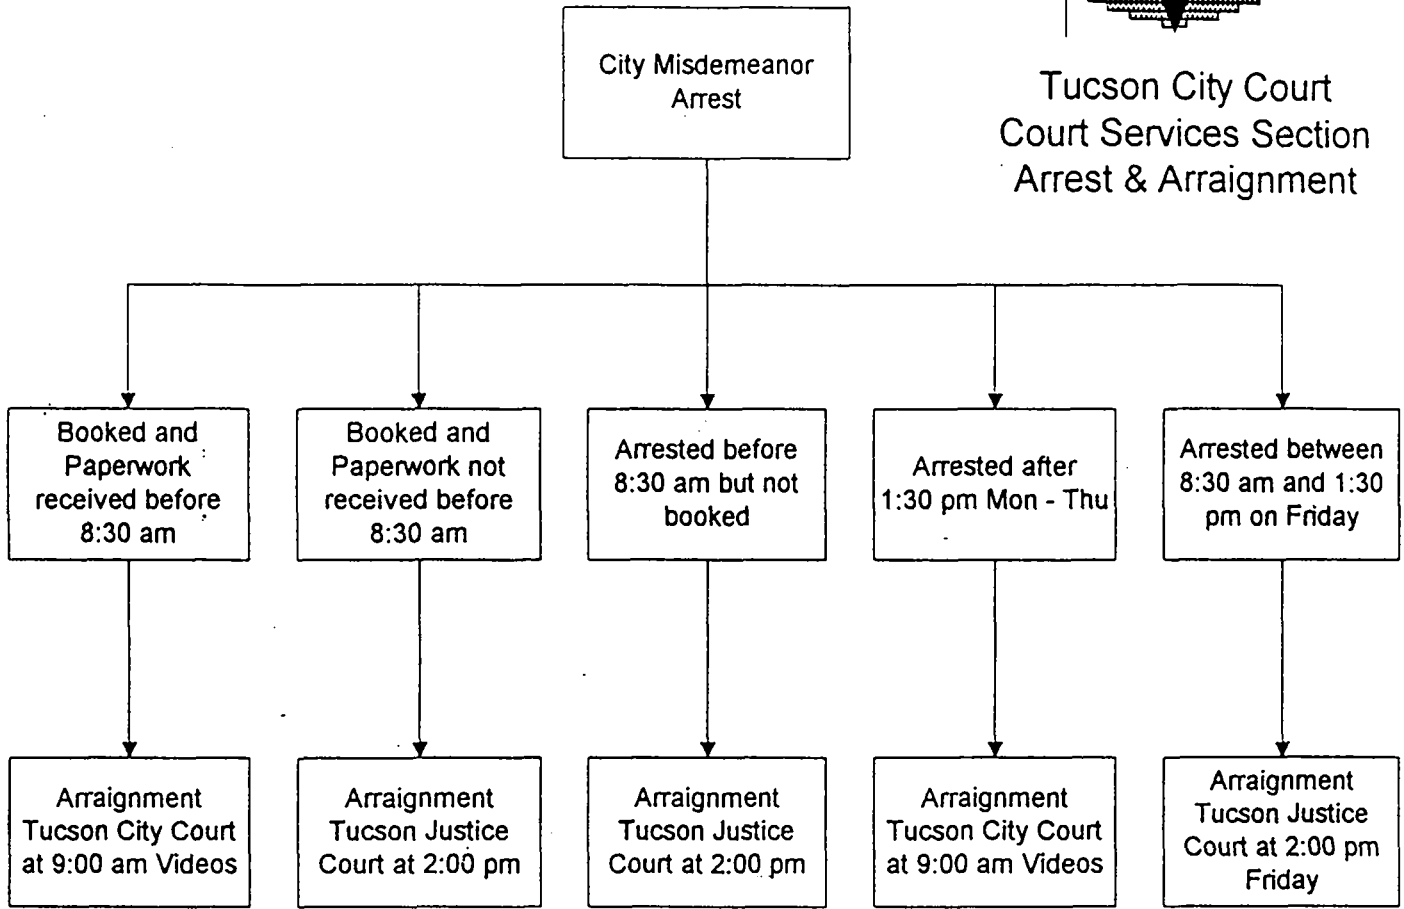 City Misdemeanor
Arrest
Tucson City Court
Court Services Section
Arrest & Arraignment
Booked and
Paperwork
received before
8:30 am
Booked and
Paperwork not
received before
8:30 am
Arrested before
8:30 am but not
booked
Arrested after
1:30 pm Mon - Thu
Arrested between
8:30 am and 1:30
pm on Friday
Arraignment
Tucson City Court
at 9:00 am Videos
Arraignment
Tucson Justice
Court at 2:00 pm
Arraignment
Tucson Justice
Court at 2:00 pm
Arraignment
Tucson City Court
at 9:00 am Videos
Arraignment
Tucson Justice
Court at 2:00 pm
Friday